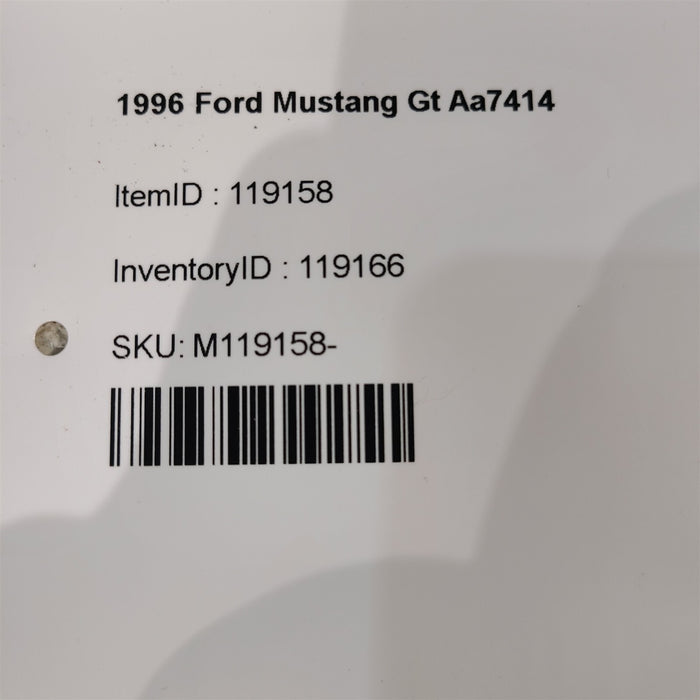 1996 Ford Mustang Gt Aa7414
ItemID : 119158
InventoryID : 119166
SKU: M119158-